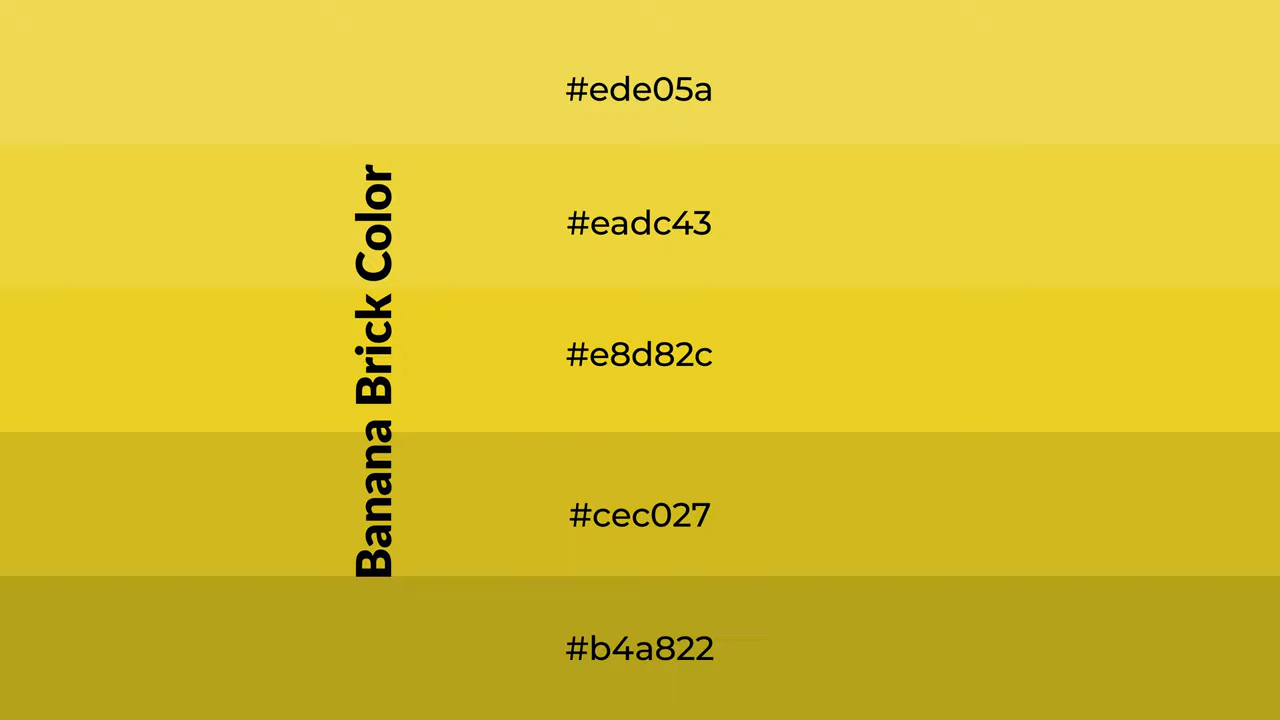 Banana Brick Color
#ede05a
#eadc43
#e8d82c
#cec027
#b4a822